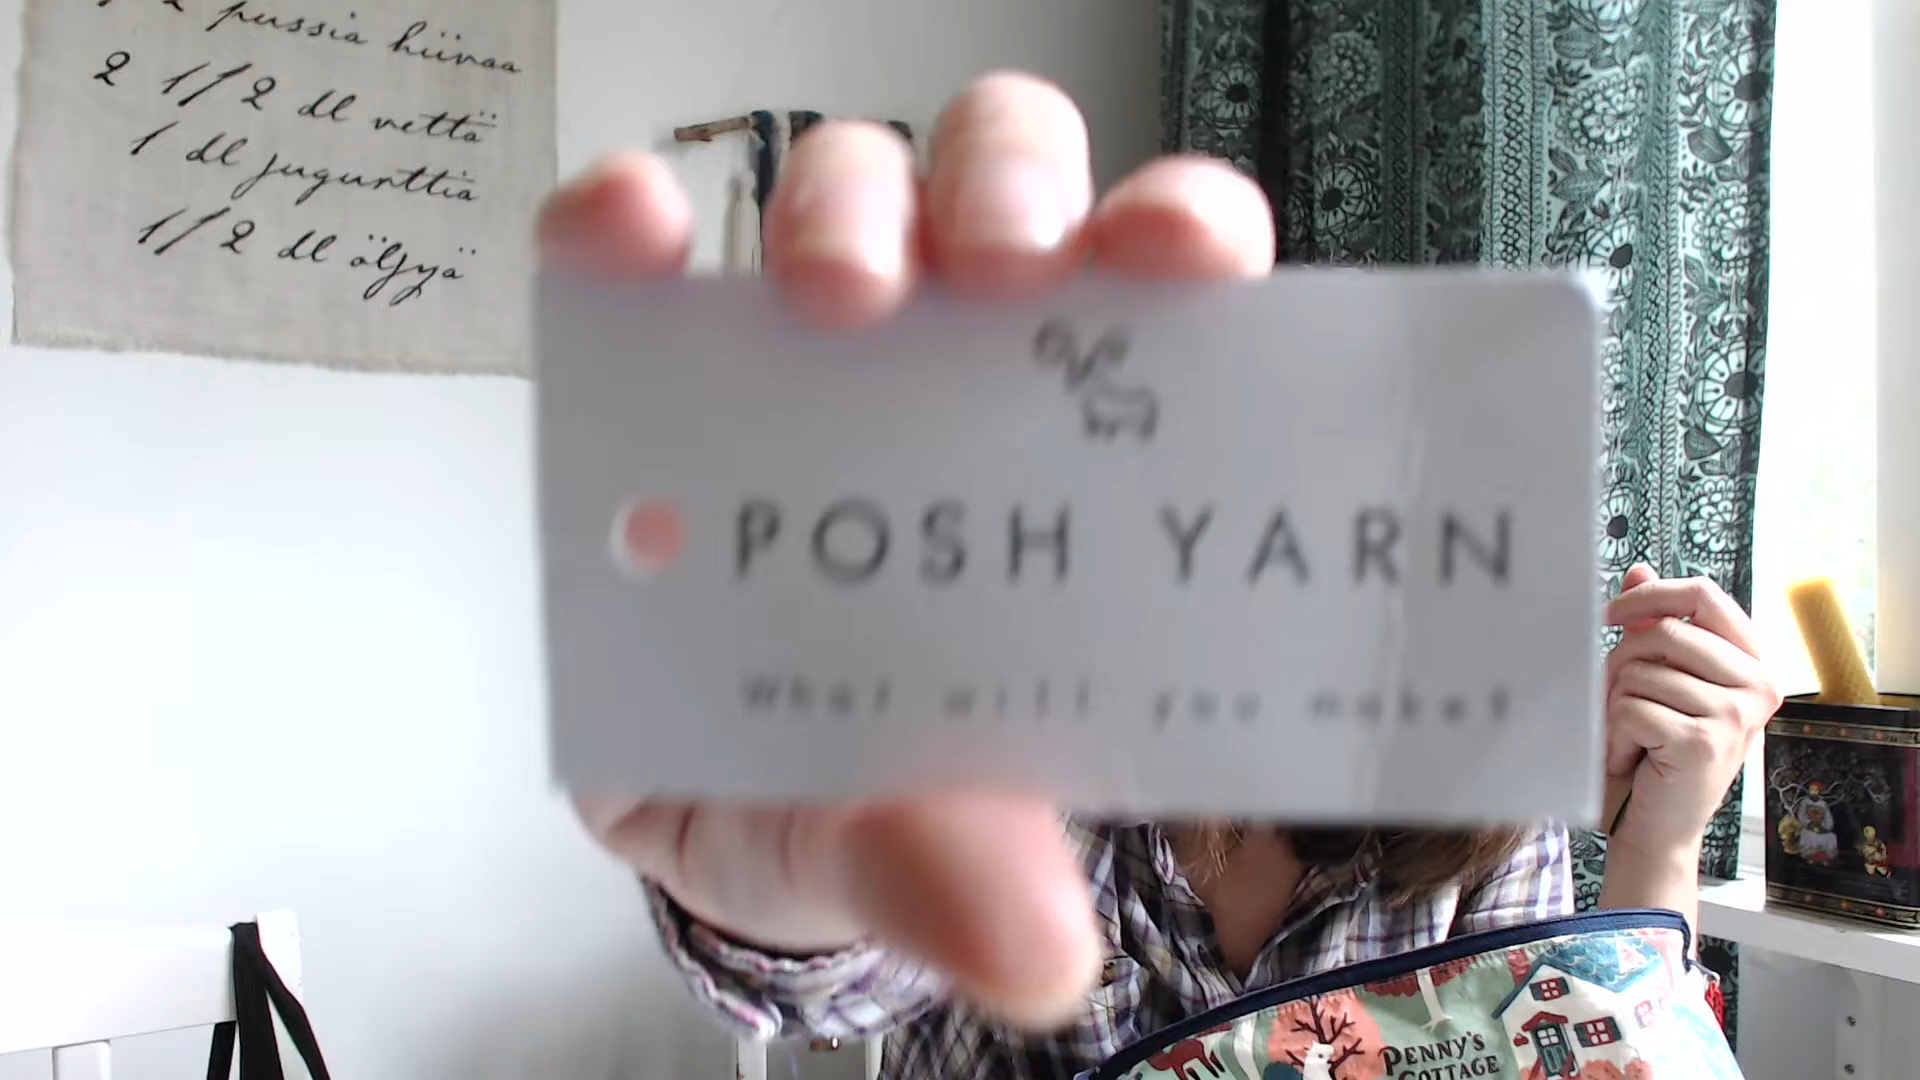 2 pussia hiivaa
2 1/2 dl vettä
1 dl jugurttia
1/2 dl öljyä
POSH YARN
What will you make?
PENNY'S
COTTAGE